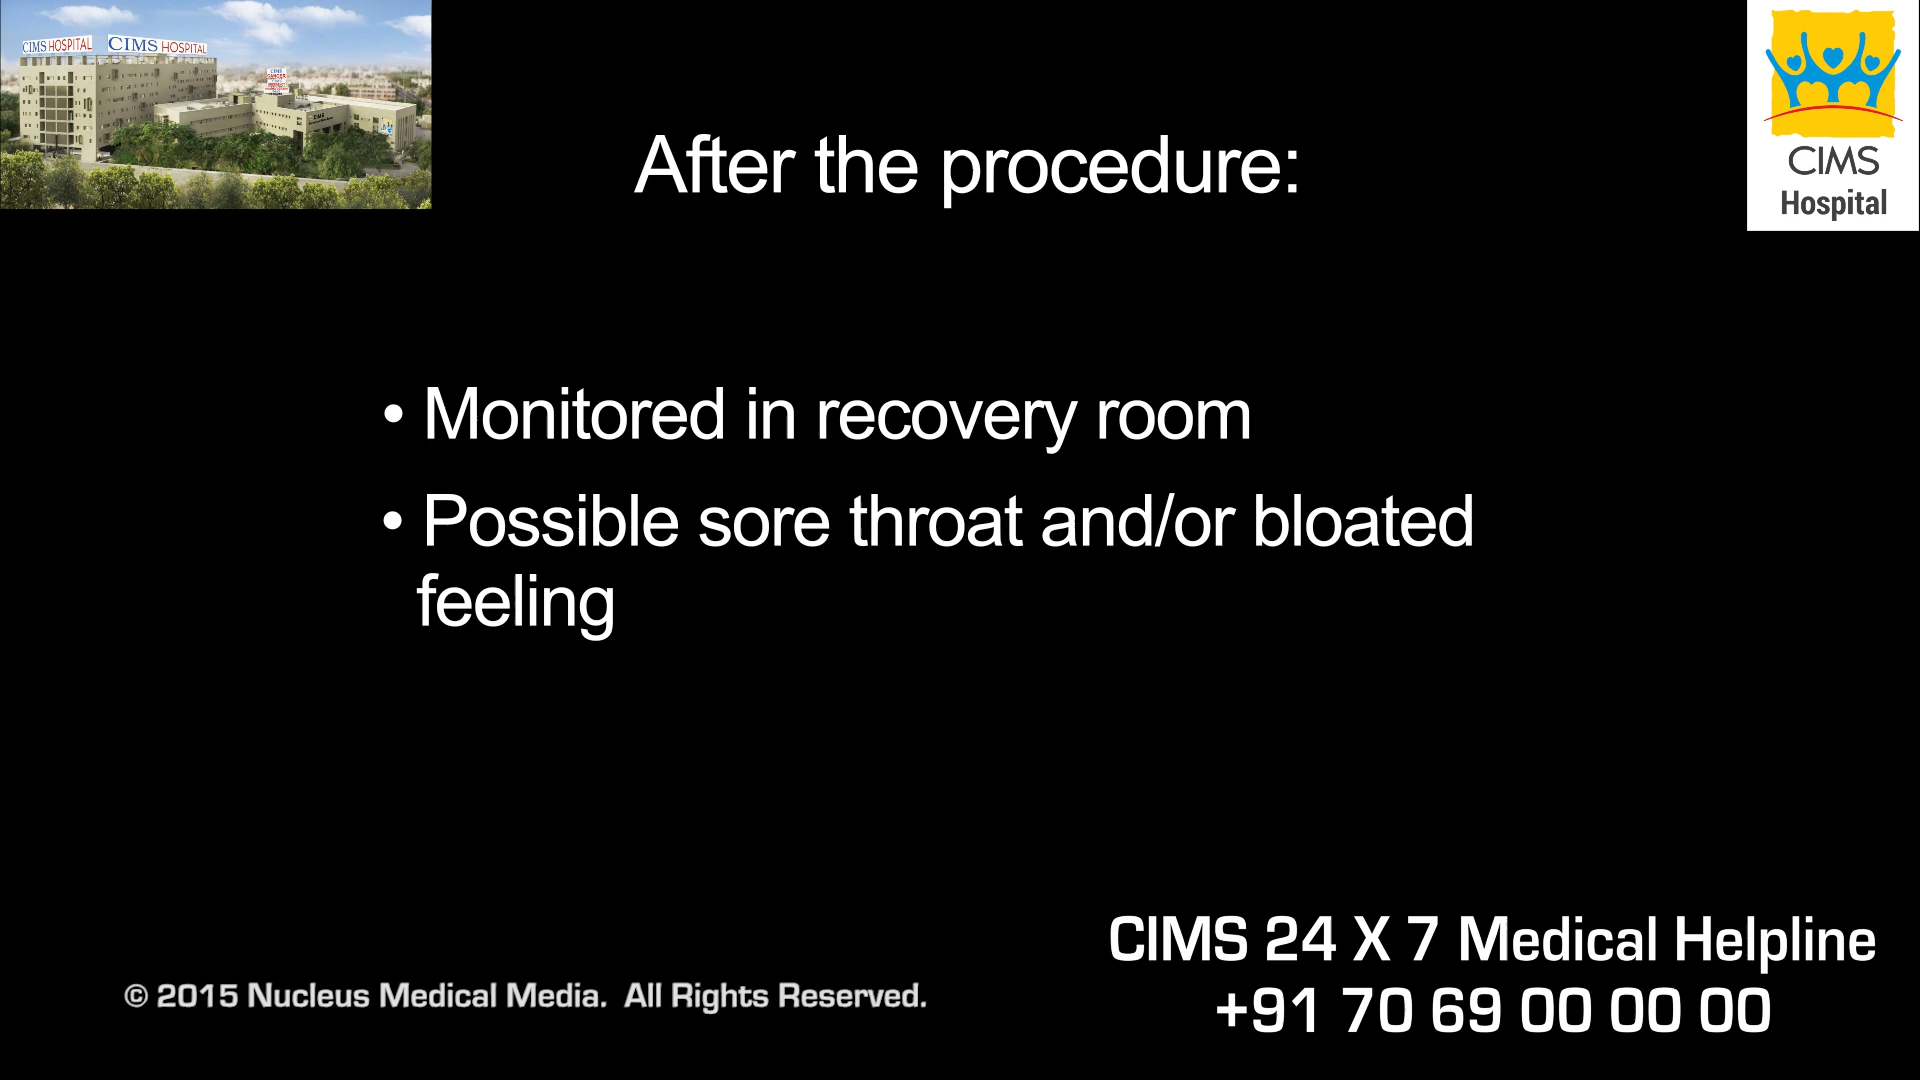 CIMS HOSPITAL CIMS HOSPITAL
After the procedure:
CIMS
Hospital
• Monitored in recovery room
• Possible sore throat and/or bloated
feeling
CIMS 24 X 7 Medical Helpline
+91 70 69 00 00 00
© 2015 Nucleus Medical Media. All Rights Reserved.